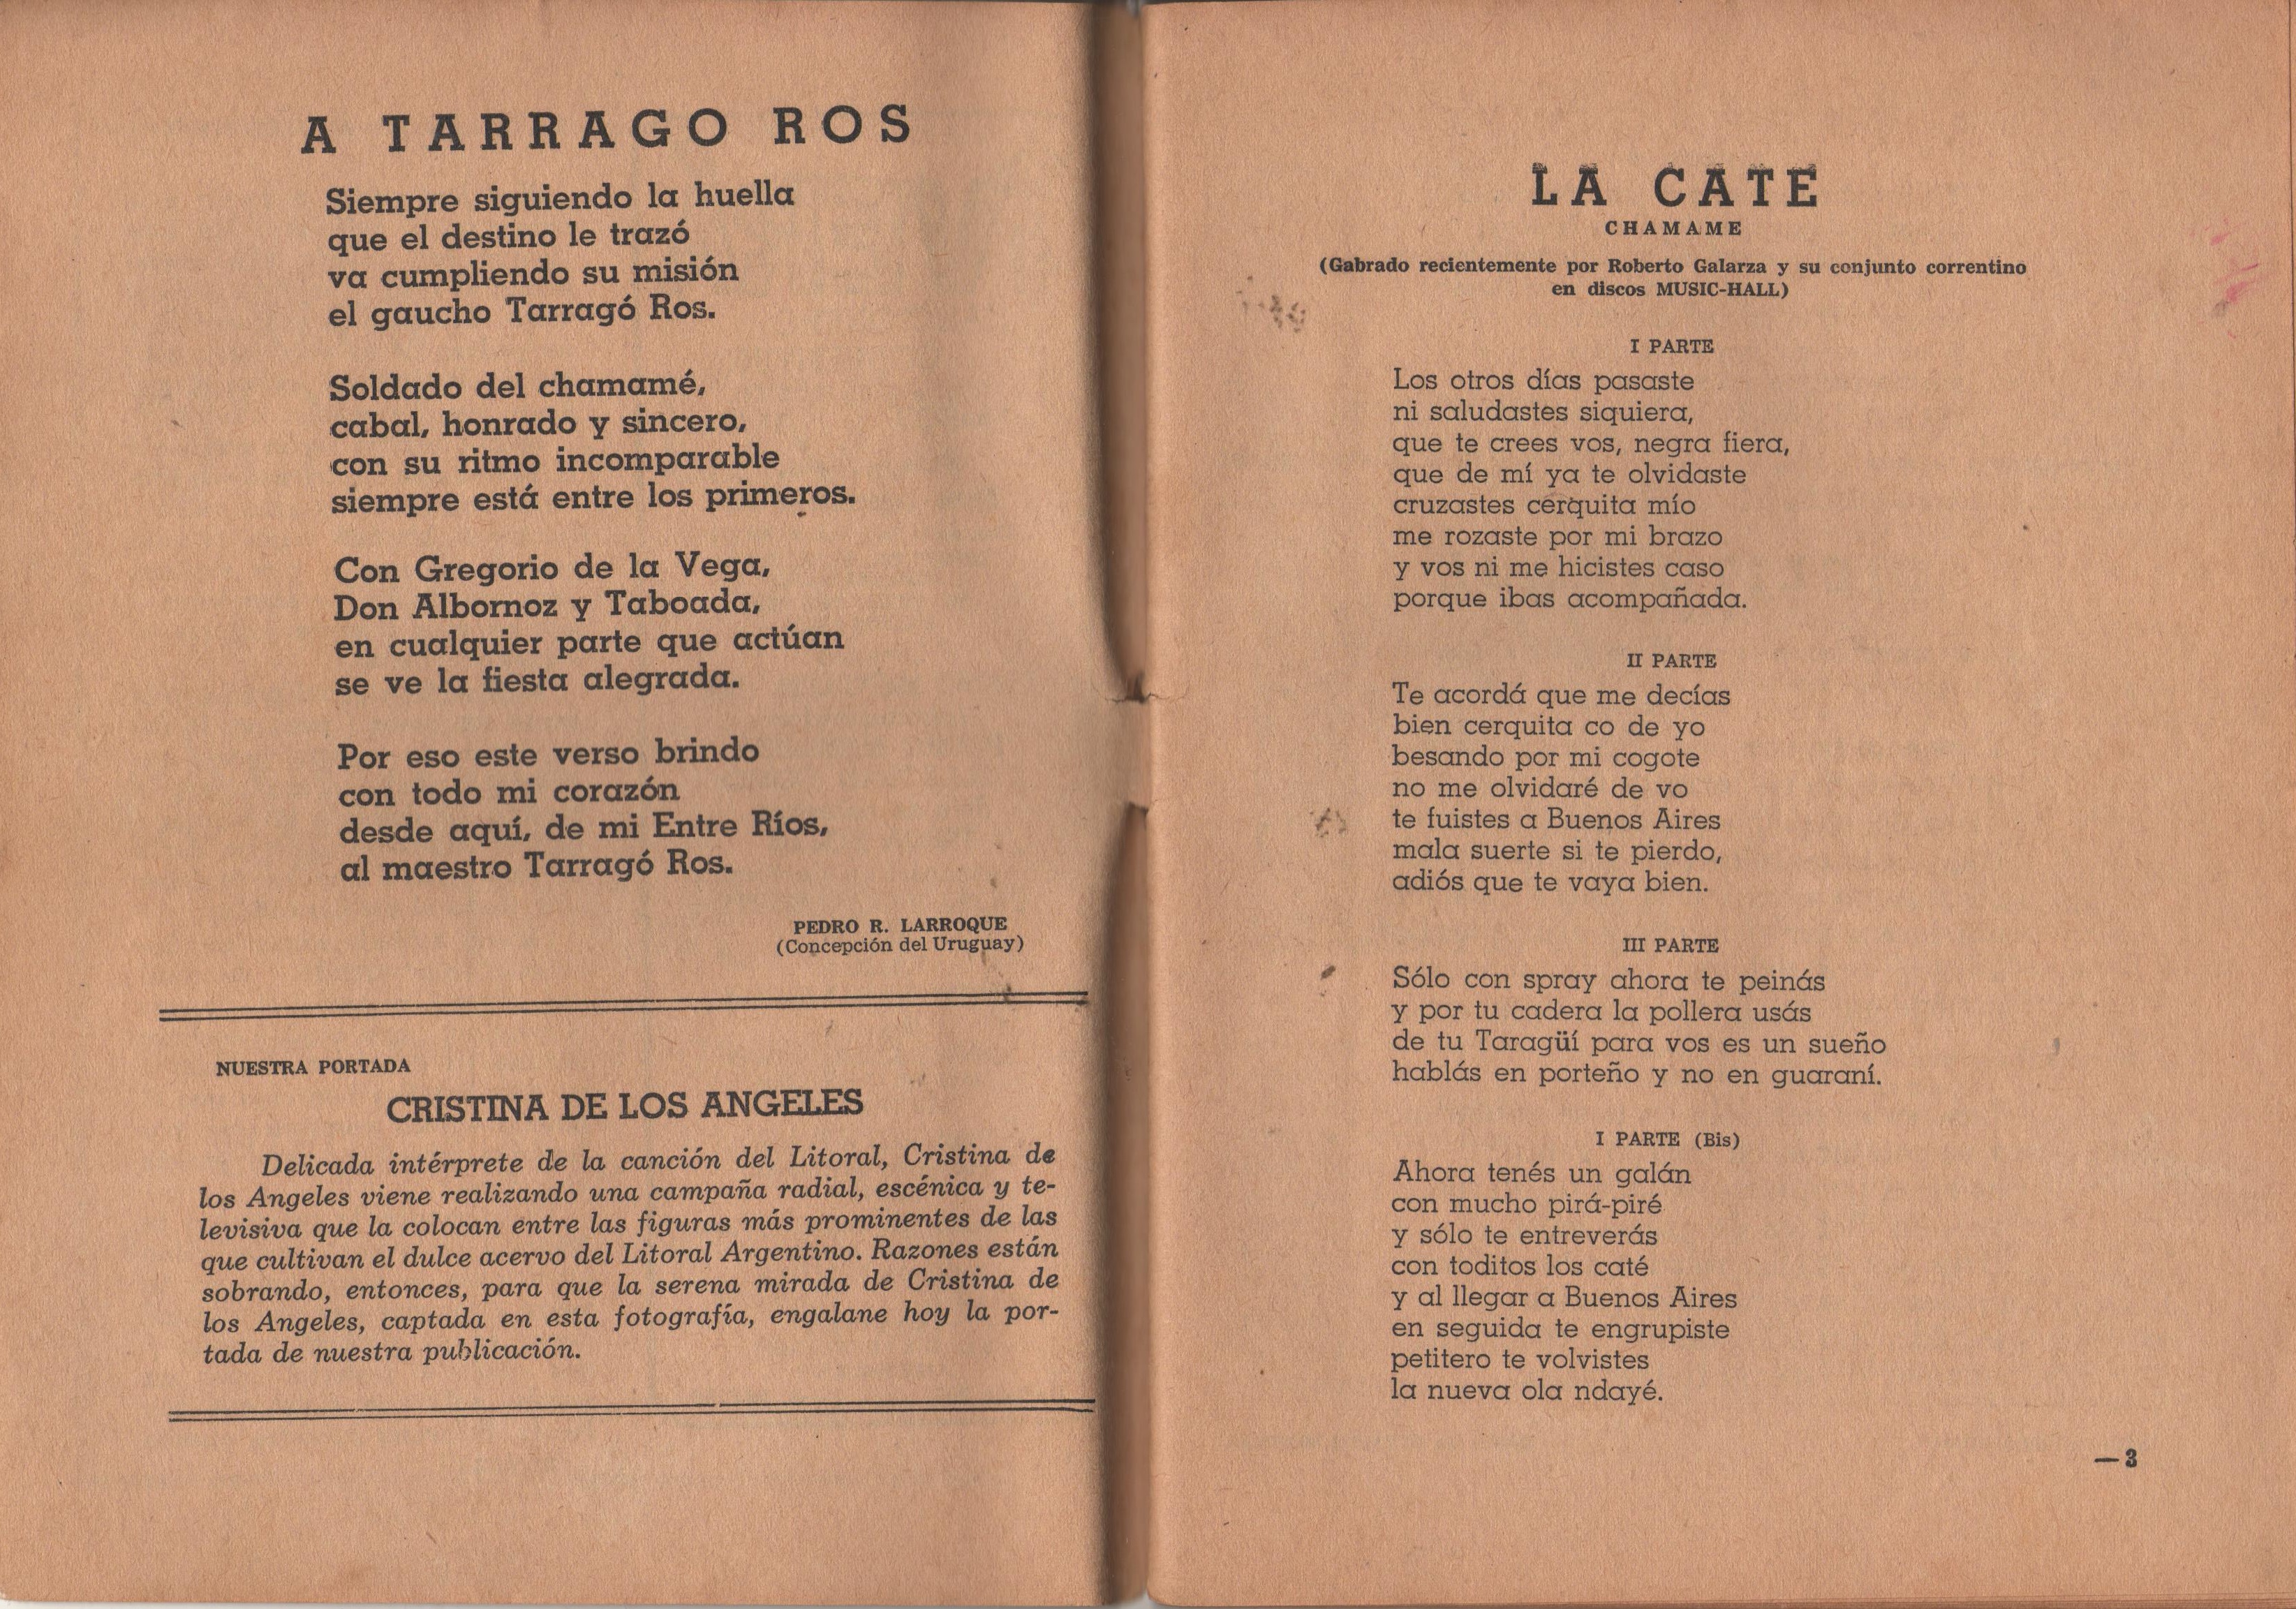 A TARRAGO ROS
Siempre siguiendo la huella
que el destino le trazó
va cumpliendo su misión
el gaucho Tarragó Ros.
Soldado del chamamé,
cabal, honrado y sincero,
con su ritmo incomparable
siempre está entre los primeros.
Con Gregorio de la Vega,
Don Albornoz y Taboada,
en cualquier parte que actúan
se ve la fiesta alegrada.
Por eso este verso brindo
con todo mi corazón
desde aquí, de mi Entre Ríos,
al maestro Tarragó Ros.
PEDRO R. LARROQUE
(Concepción del Uruguay)
NUESTRA PORTADA
CRISTINA DE LOS ANGELES
Delicada intérprete de la canción del Litoral, Cristina de
los Angeles viene realizando una campaña radial, escénica y te-
levisiva que la colocan entre las figuras más prominentes de las
que cultivan el dulce acervo del Litoral Argentino. Razones están
sobrando, entonces, para que la serena mirada de Cristina de
los Angeles, captada en esta fotografía, engalane hoy la por-
tada de nuestra publicación.
LA CATE
CHAMAME
(Gabrado recientemente por Roberto Galarza y su conjunto correntino
en discos MUSIC-HALL)
I PARTE
Los otros días pasaste
ni saludastes siquiera,
que te crees vos, negra fiera,
que de mí ya te olvidaste
cruzastes cerquita mío
me rozaste por mi brazo
y vos ni me hicistes caso
porque ibas acompañada.
II PARTE
Te acordá que me decías
bien cerquita co de yo
besando por mi cogote
no me olvidaré de vo
te fuistes a Buenos Aires
mala suerte si te pierdo,
adiós que te vaya bien.
III PARTE
Sólo con spray ahora te peinás
y por tu cadera la pollera usás
de tu Taragüí para vos es un sueño
hablás en porteño y no en guaraní.
I PARTE (Bis)
Ahora tenés un galán
con mucho pirá-piré
y sólo te entreverás
con toditos los caté
y al llegar a Buenos Aires
en seguida te engrupiste
petitero te volvistes
la nueva ola ndayé.
—3